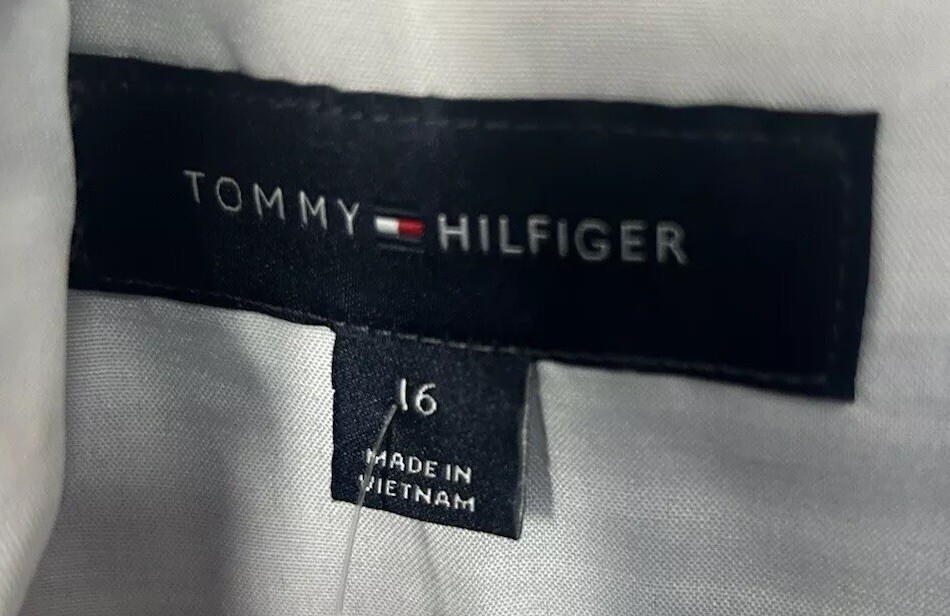 TOMMY HILFIGER
16
MADE IN
VIETNAM